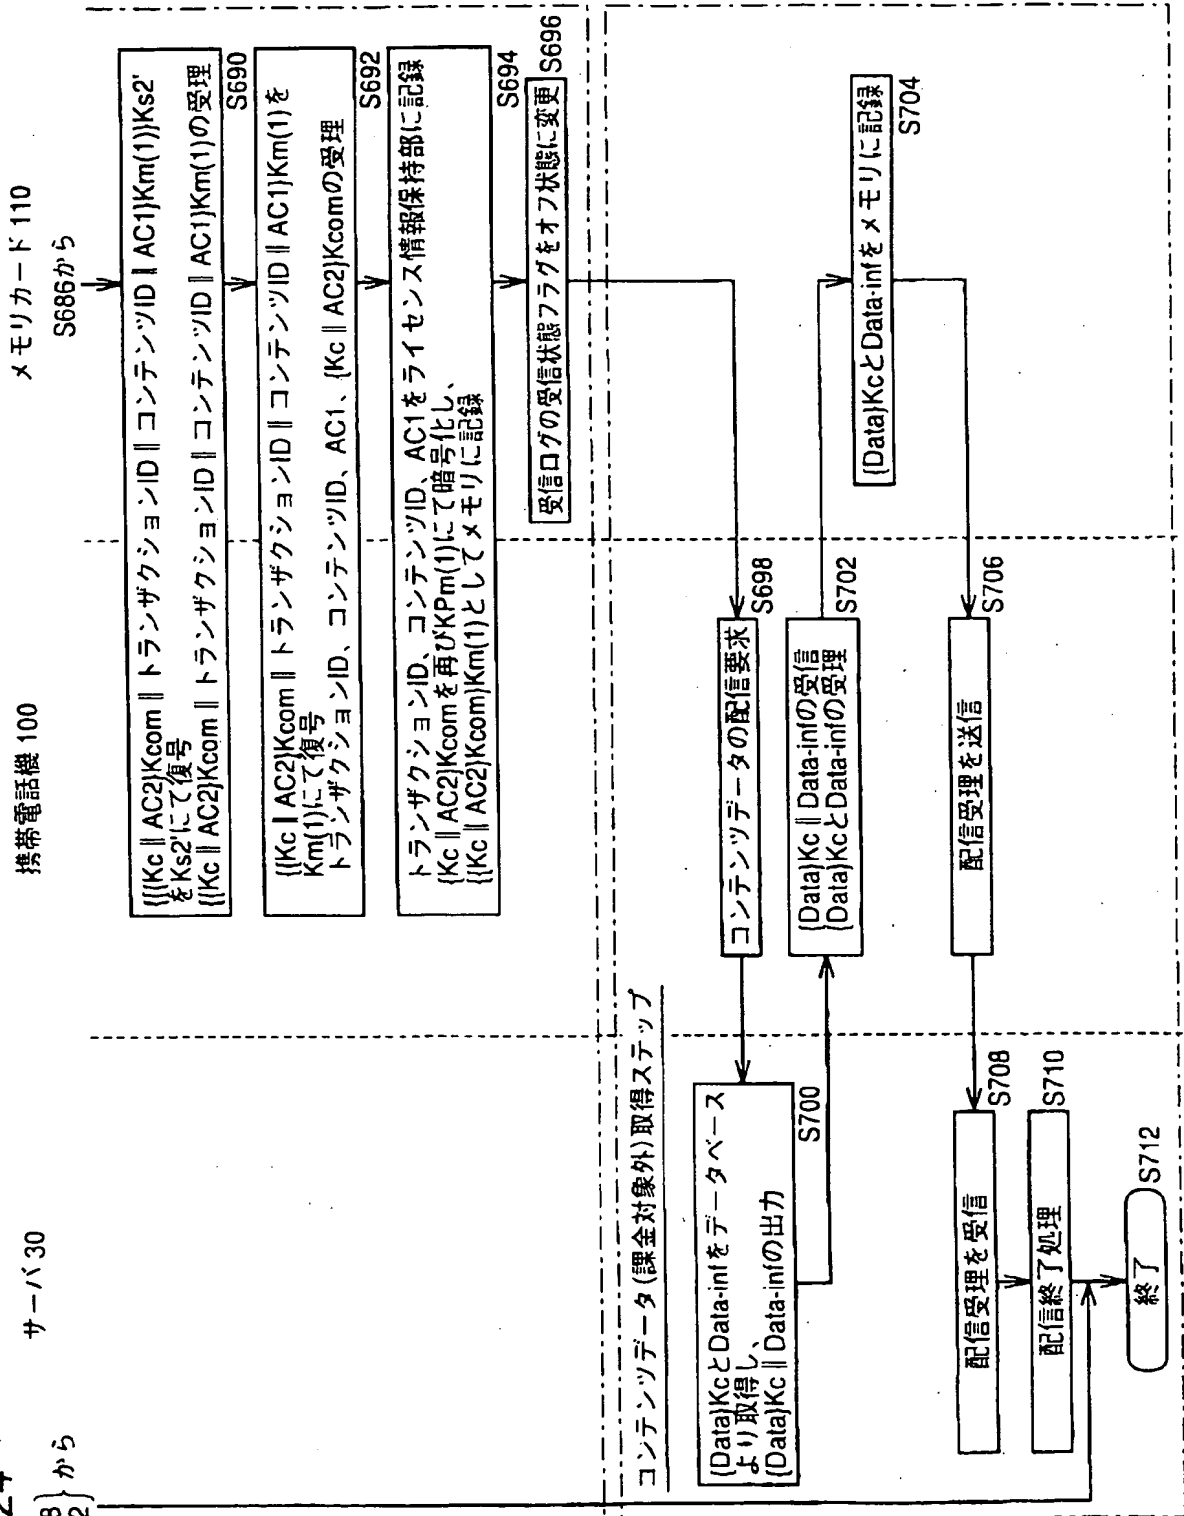 24
8
2
から
サーバ 30
携帯電話機 100
メモリカード 110
S686から
{{{Kc ∥ AC2}Kcom ∥ トランザクションID ∥ コンテンツID ∥ AC1}Km(1)}Ks2'
をKs2'にて復号
{{Kc ∥ AC2}Kcom ∥ トランザクションID ∥ コンテンツID ∥ AC1}Km(1)の受理
S690
{{Kc ∥ AC2}Kcom ∥ トランザクションID ∥ コンテンツID ∥ AC1}Km(1)を
Km(1)にて復号
トランザクションID、コンテンツID、AC1、{Kc ∥ AC2}Kcomの受理
S692
トランザクションID、コンテンツID、AC1をライセンス情報保持部に記録
{Kc ∥ AC2}Kcomを再びKPm(1)にて暗号化し、
{{Kc ∥ AC2}Kcom}Km(1)としてメモリに記録
S694
受信ログの受信状態フラグをオフ状態に変更
S696
コンテンツデータ(課金対象外)取得ステップ
コンテンツデータの配信要求
S698
{Data}KcとData-infをデータベース
より取得し、
{Data}Kc ∥ Data-infの出力
S700
{Data}Kc ∥ Data-infの受信
{Data}KcとData-infの受理
S702
{Data}KcとData-infをメモリに記録
S704
配信受理を送信
S706
配信受理を受信
S708
配信終了処理
S710
終了
S712